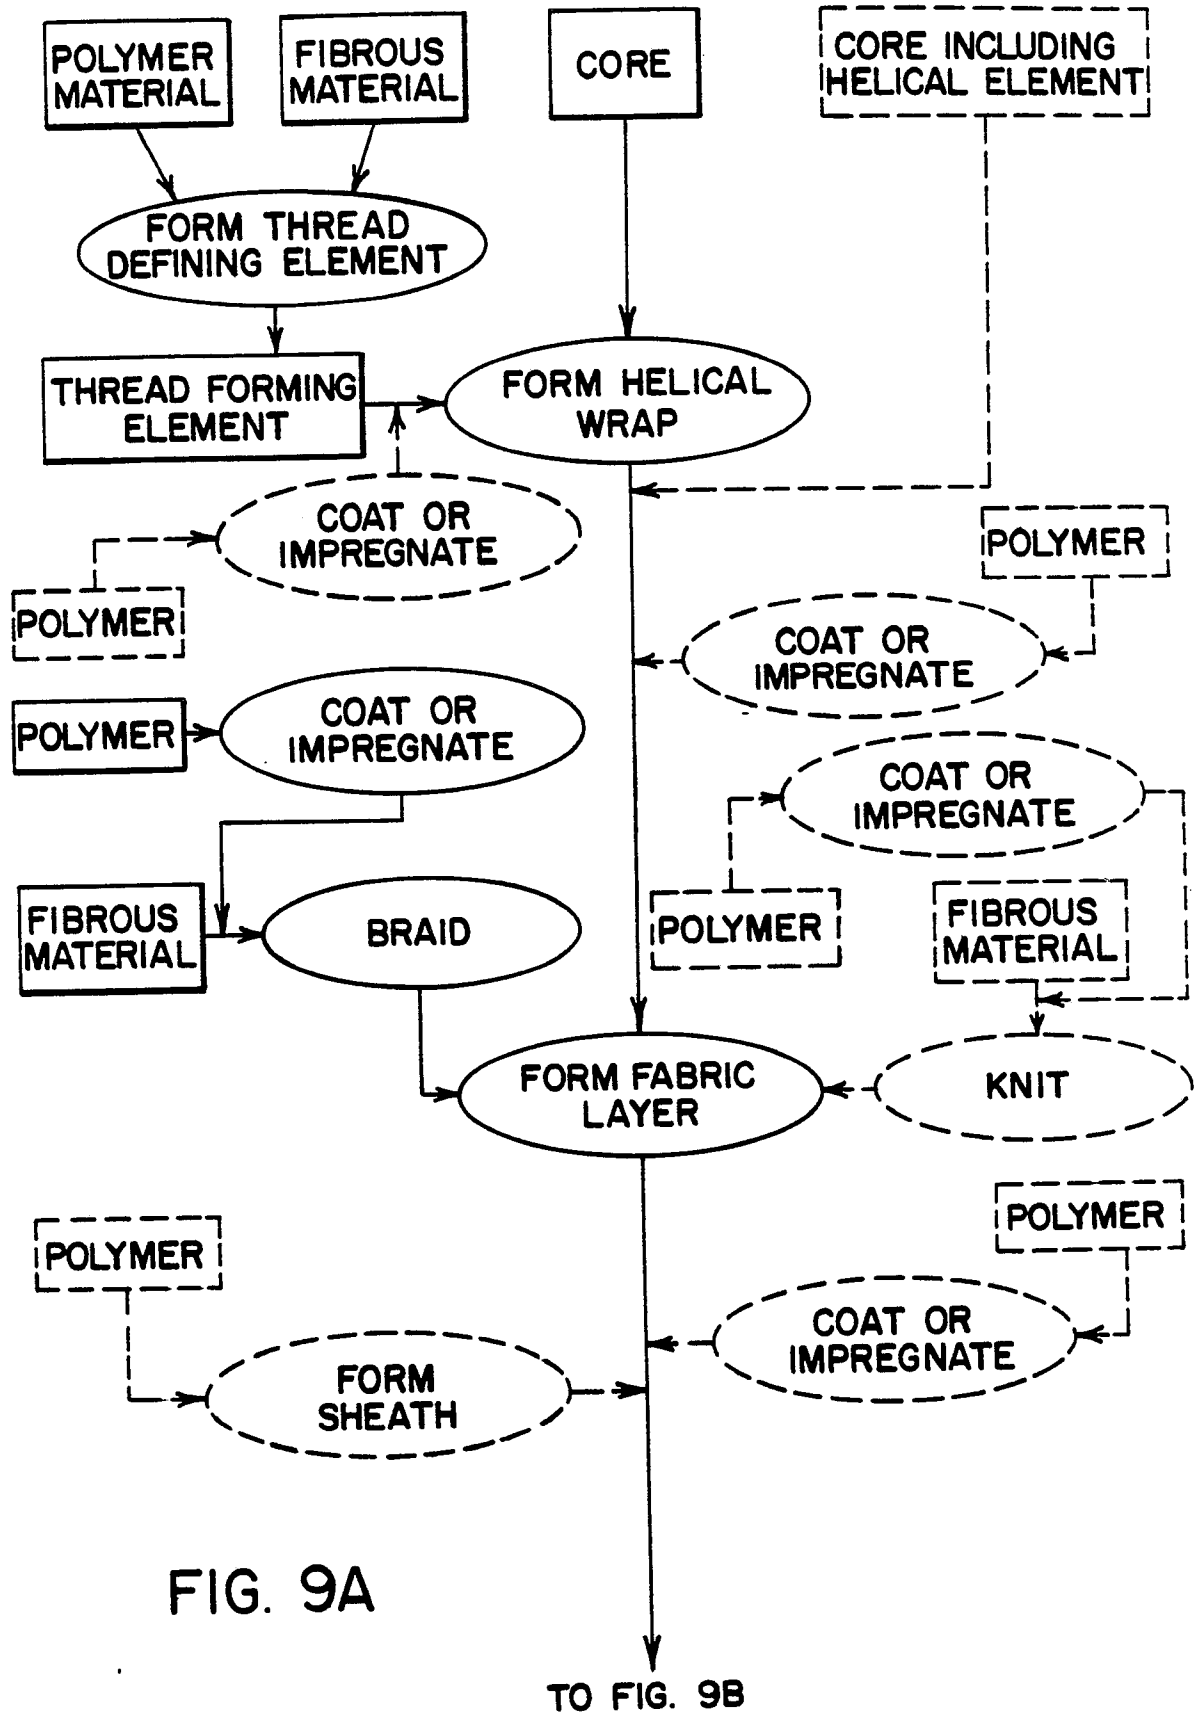 POLYMER
MATERIAL
FIBROUS
MATERIAL
CORE
CORE INCLUDING
HELICAL ELEMENT
FORM THREAD
DEFINING ELEMENT
THREAD FORMING
ELEMENT
FORM HELICAL
WRAP
COAT OR
IMPREGNATE
POLYMER
POLYMER
COAT OR
IMPREGNATE
POLYMER
COAT OR
IMPREGNATE
COAT OR
IMPREGNATE
POLYMER
FIBROUS
MATERIAL
FIBROUS
MATERIAL
BRAID
FORM FABRIC
LAYER
KNIT
POLYMER
POLYMER
COAT OR
IMPREGNATE
FORM
SHEATH
FIG. 9A
TO FIG. 9B